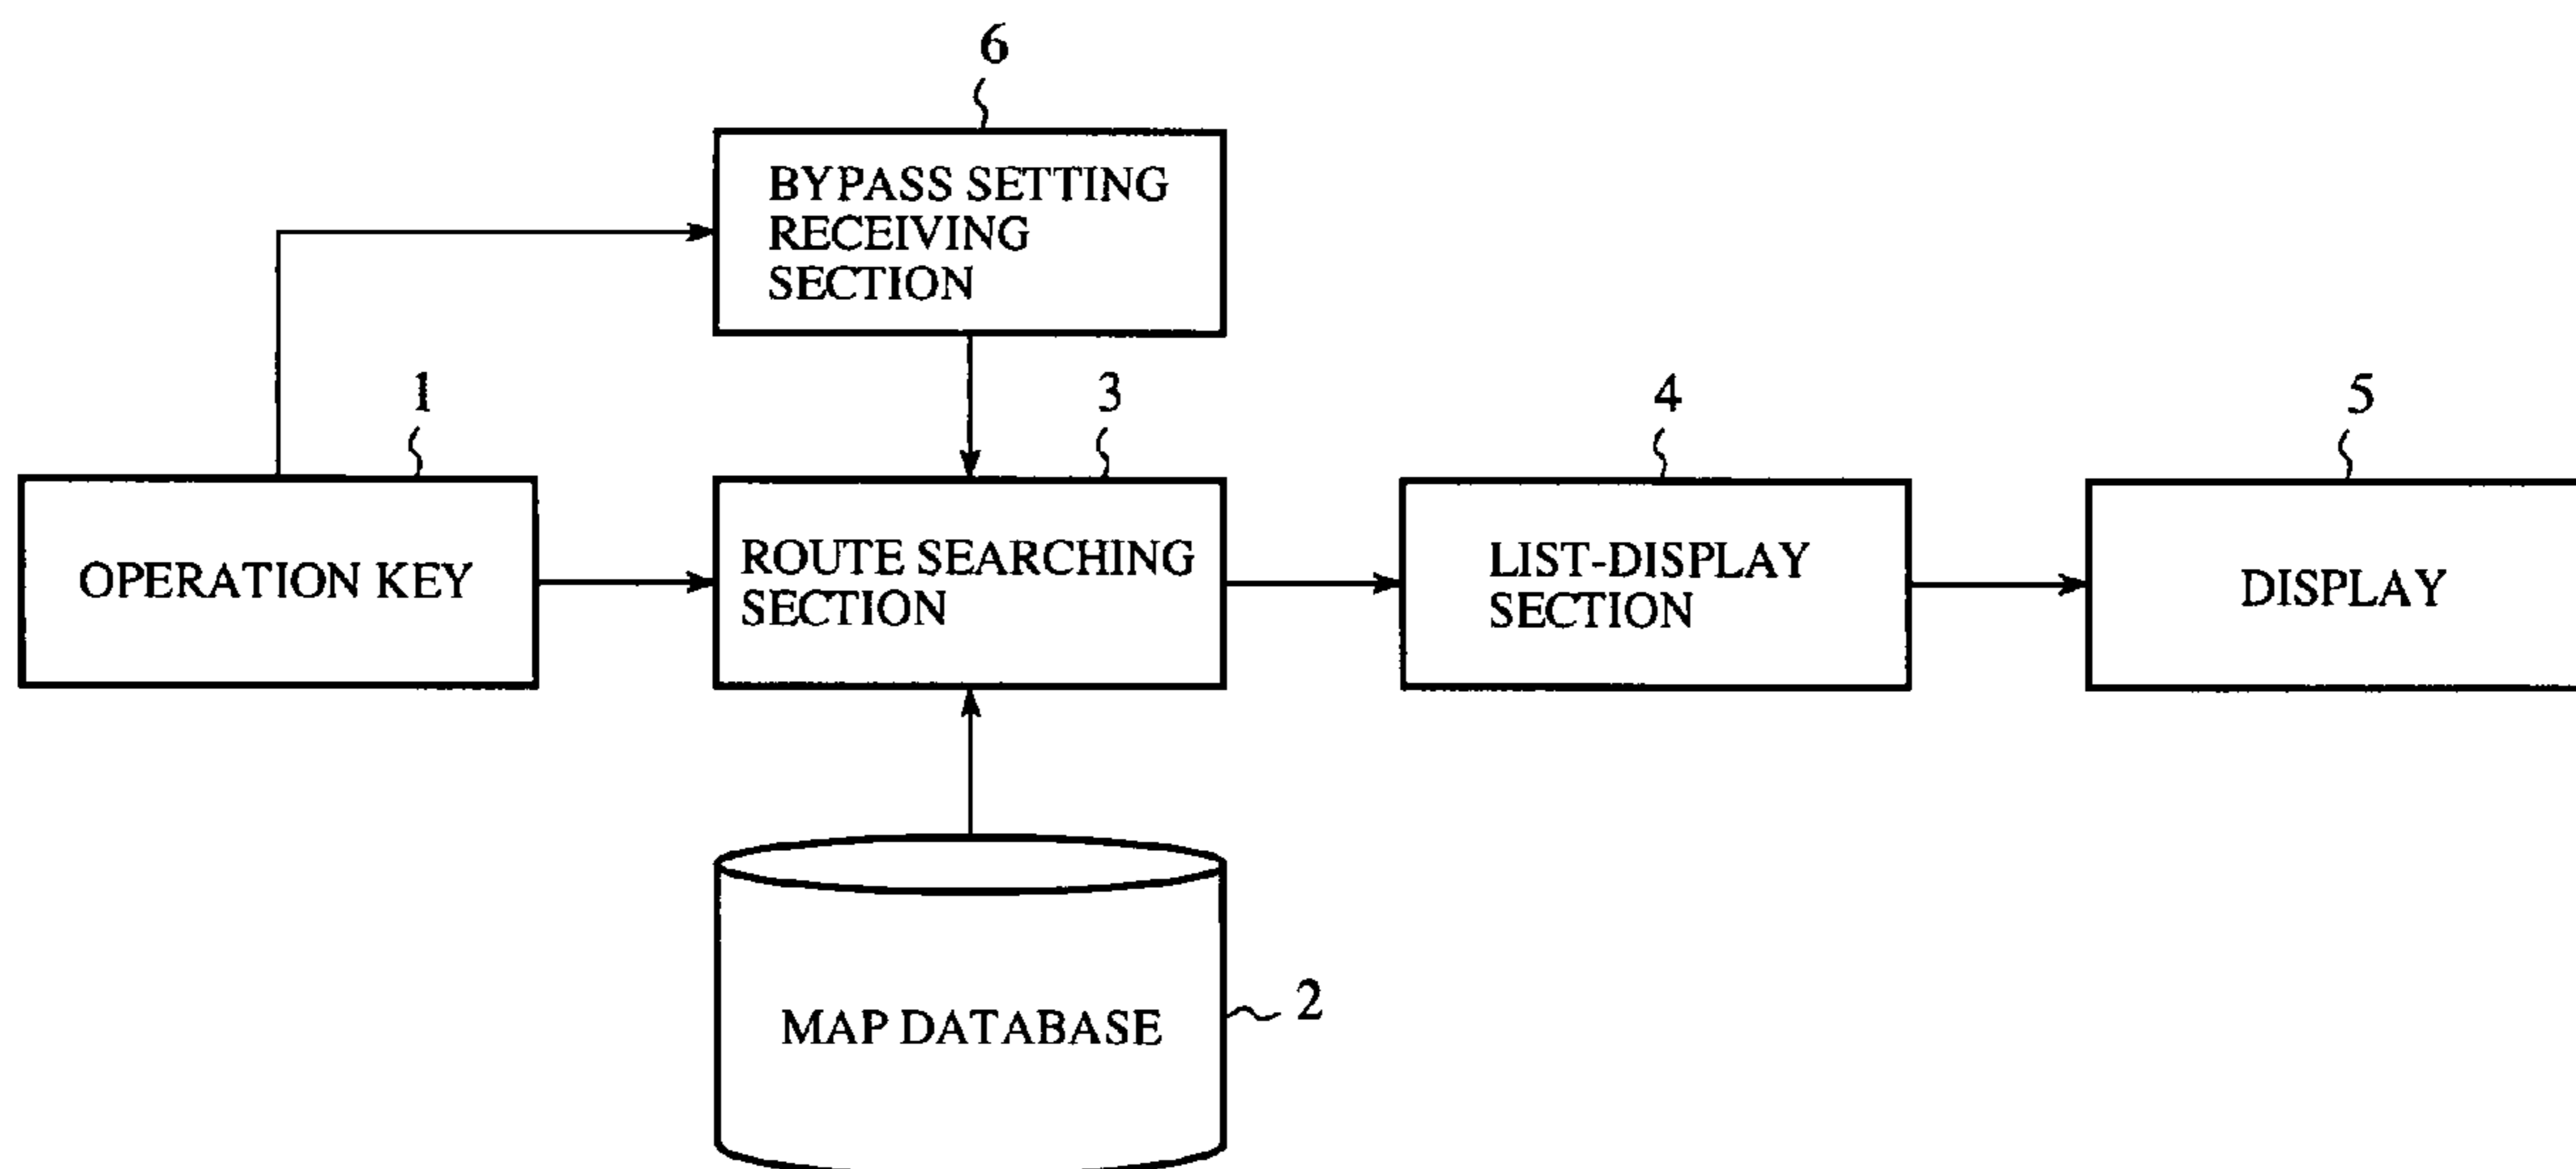 6
BYPASS SETTING
RECEIVING
SECTION
1
3
4
5
OPERATION KEY
ROUTE SEARCHING
SECTION
LIST-DISPLAY
SECTION
DISPLAY
MAP DATABASE
2